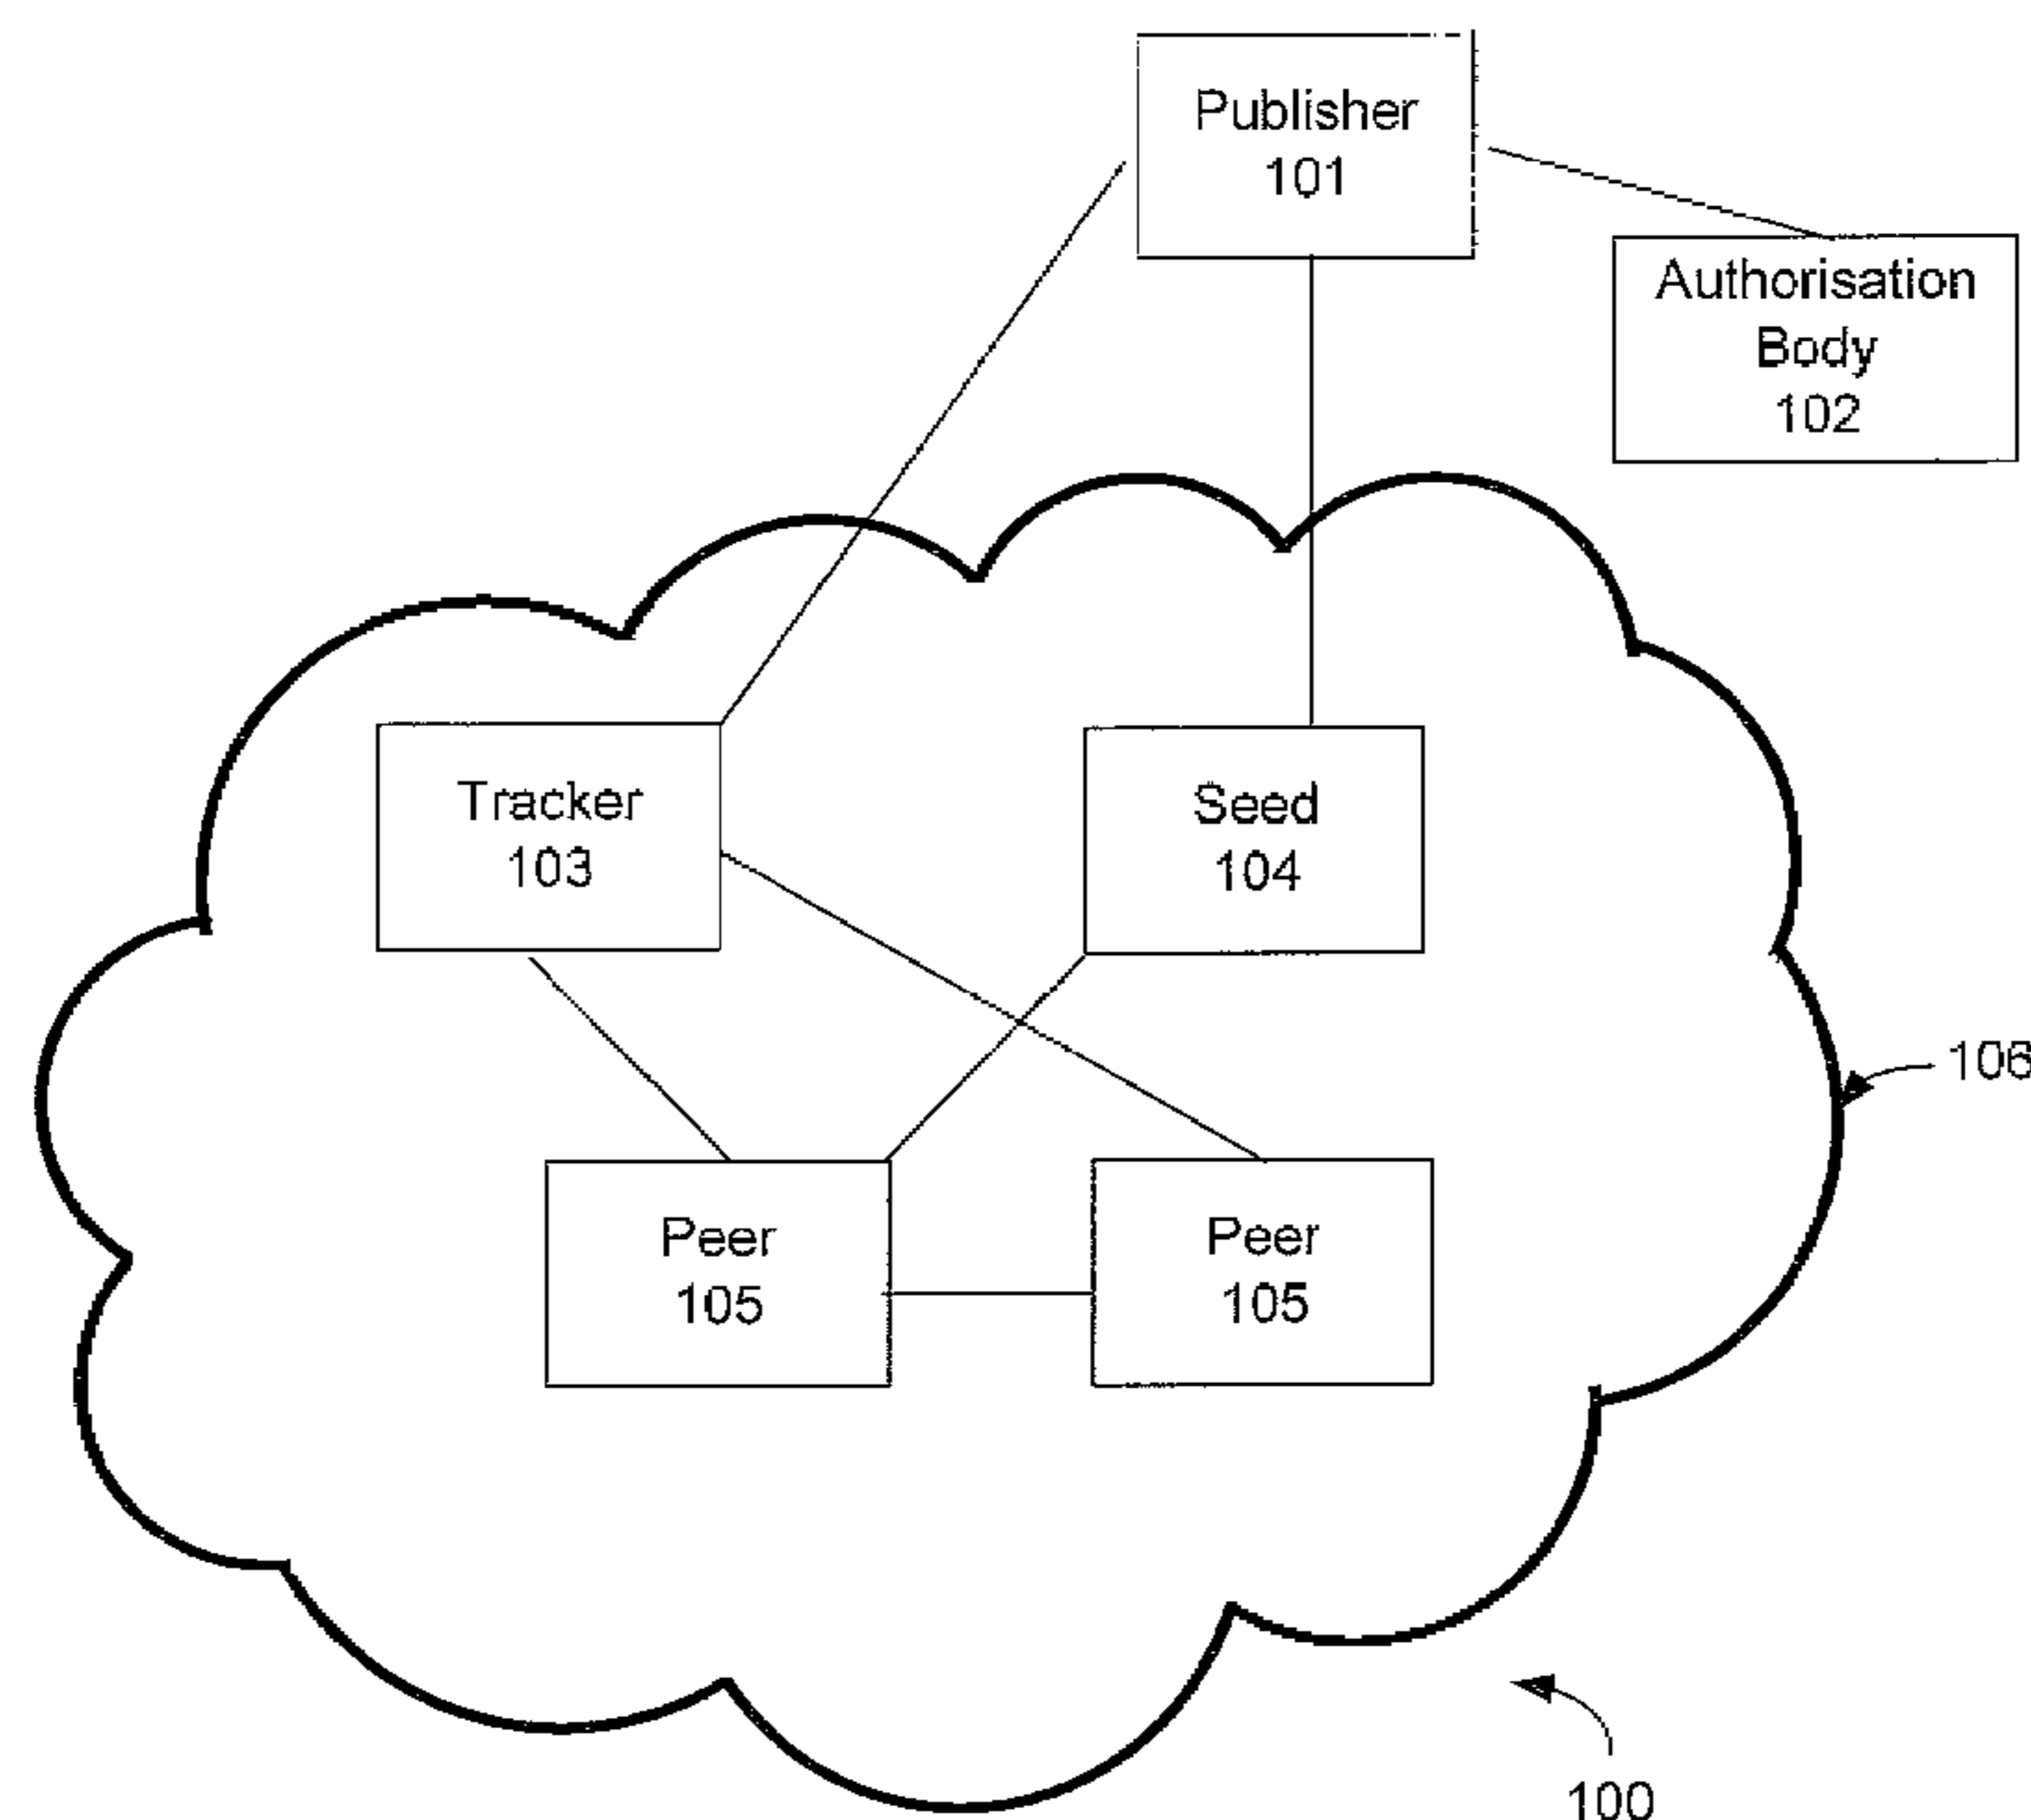 Publisher
101
Authorisation
Body
102
Tracker
103
Seed
104
106
Peer
105
Peer
105
100